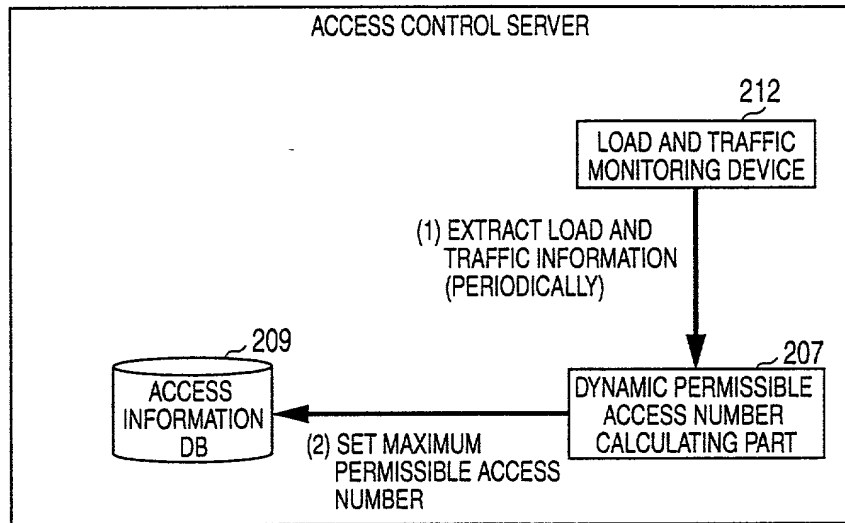 ACCESS CONTROL SERVER
212
LOAD AND TRAFFIC
MONITORING DEVICE
(1) EXTRACT LOAD AND
TRAFFIC INFORMATION
(PERIODICALLY)
209
ACCESS
INFORMATION
DB
207
DYNAMIC PERMISSIBLE
ACCESS NUMBER
CALCULATING PART
(2) SET MAXIMUM
PERMISSIBLE ACCESS
NUMBER